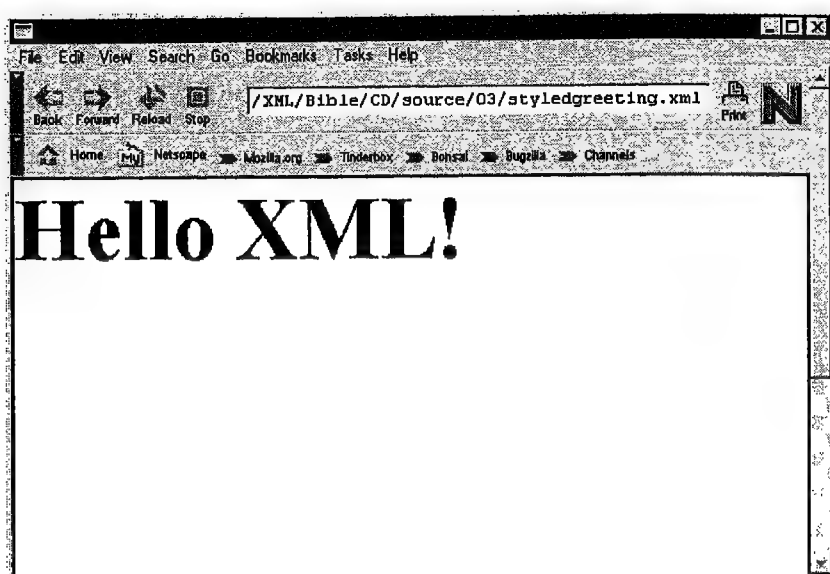 File Edit View Search Go Bookmarks Tasks Help
Back Forward Reload Stop /XML/Bible/CD/source/03/styledgreeting.xml Print N
Home My Netscape Mozilla.org Tinderbox Bonsai Bugzilla Channels
Hello XML!